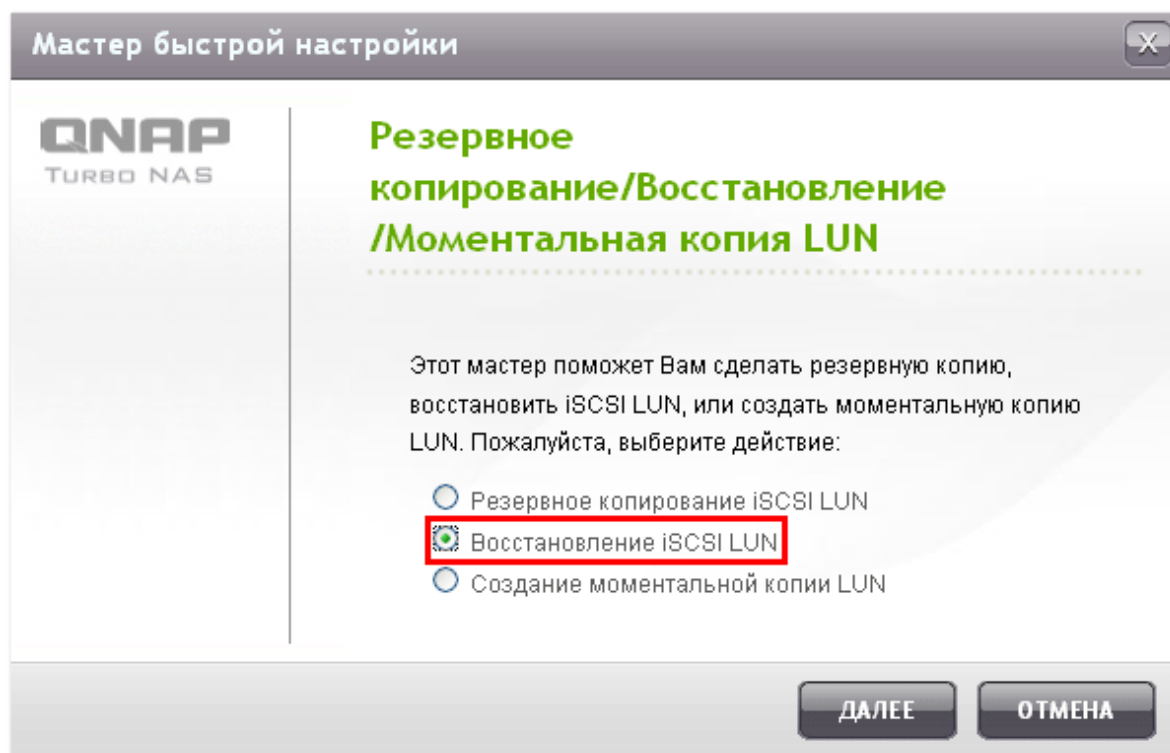 Мастер быстрой настройки
X
QNAP
TURBO NAS
Резервное
копирование/Восстановление
/Моментальная копия LUN
Этот мастер поможет Вам сделать резервную копию,
восстановить iSCSI LUN, или создать моментальную копию
LUN. Пожалуйста, выберите действие:
Резервное копирование iSCSI LUN
Восстановление iSCSI LUN
Создание моментальной копии LUN
ДАЛЕЕ
ОТМЕНА